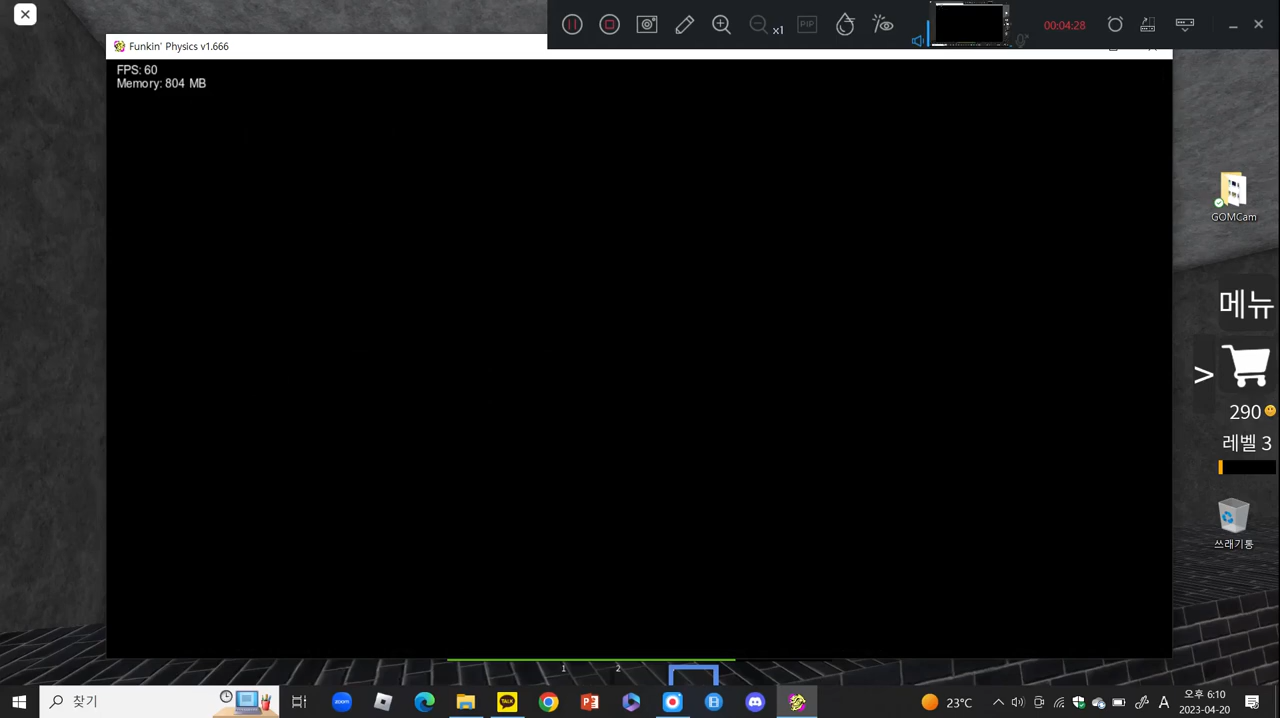 Funkin' Physics v1.666
x1
PIP
00:04:28
FPS: 60
Memory: 804 MB
GOMCam
메뉴
>
290
레벨 3
쓰레기통
1
2
찾기
zoom
TALK
23℃
A
오후 6:10
2023-04-20